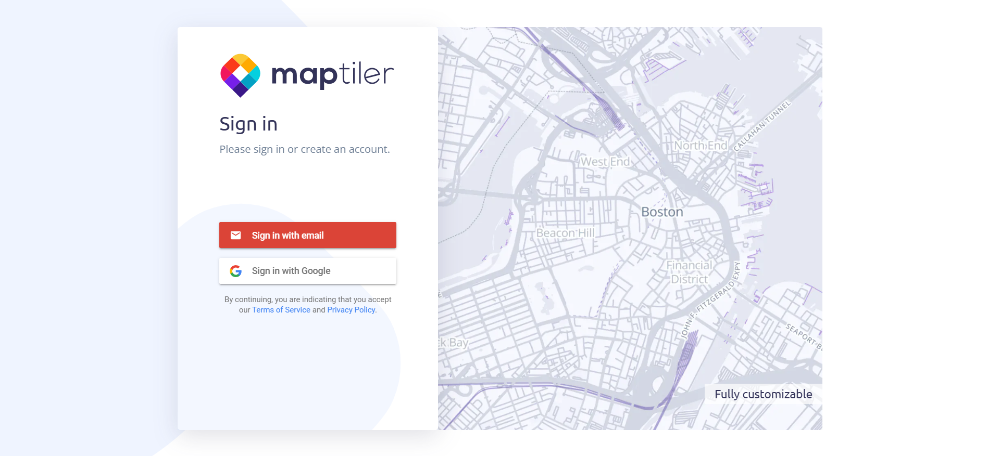 maptiler
Sign in
Please sign in or create an account.
Sign in with email
Sign in with Google
By continuing, you are indicating that you accept
our Terms of Service and Privacy Policy.
CALLAHAN TUNNEL
North End
West End
Boston
Beacon Hill
Financial
District
JOHN F. FITZGERALD EXPY
SEAPORT B
ck Bay
Fully customizable